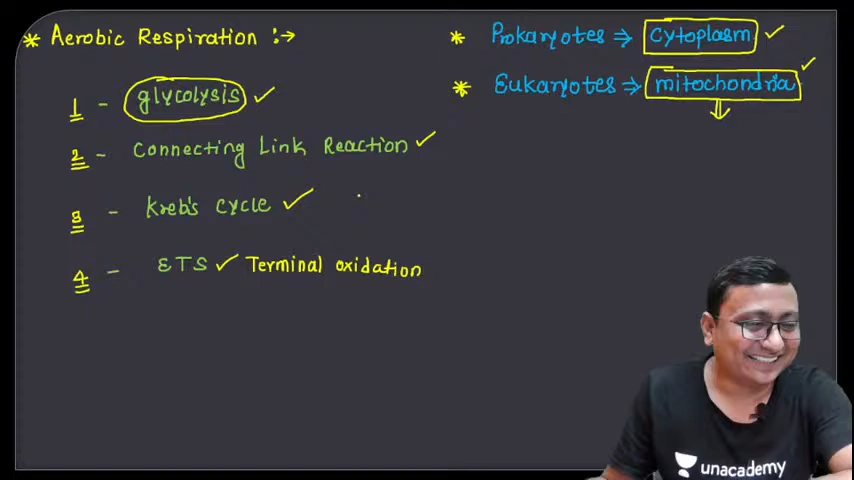 * Aerobic Respiration :→
1 - glycolysis ✓
2 - Connecting Link Reaction ✓
3 - Kreb's cycle ✓
4 - ETS ✓ Terminal oxidation
* Prokaryotes ⇒ Cytoplasm ✓
* Eukaryotes ⇒ mitochondria ✓
unacademy